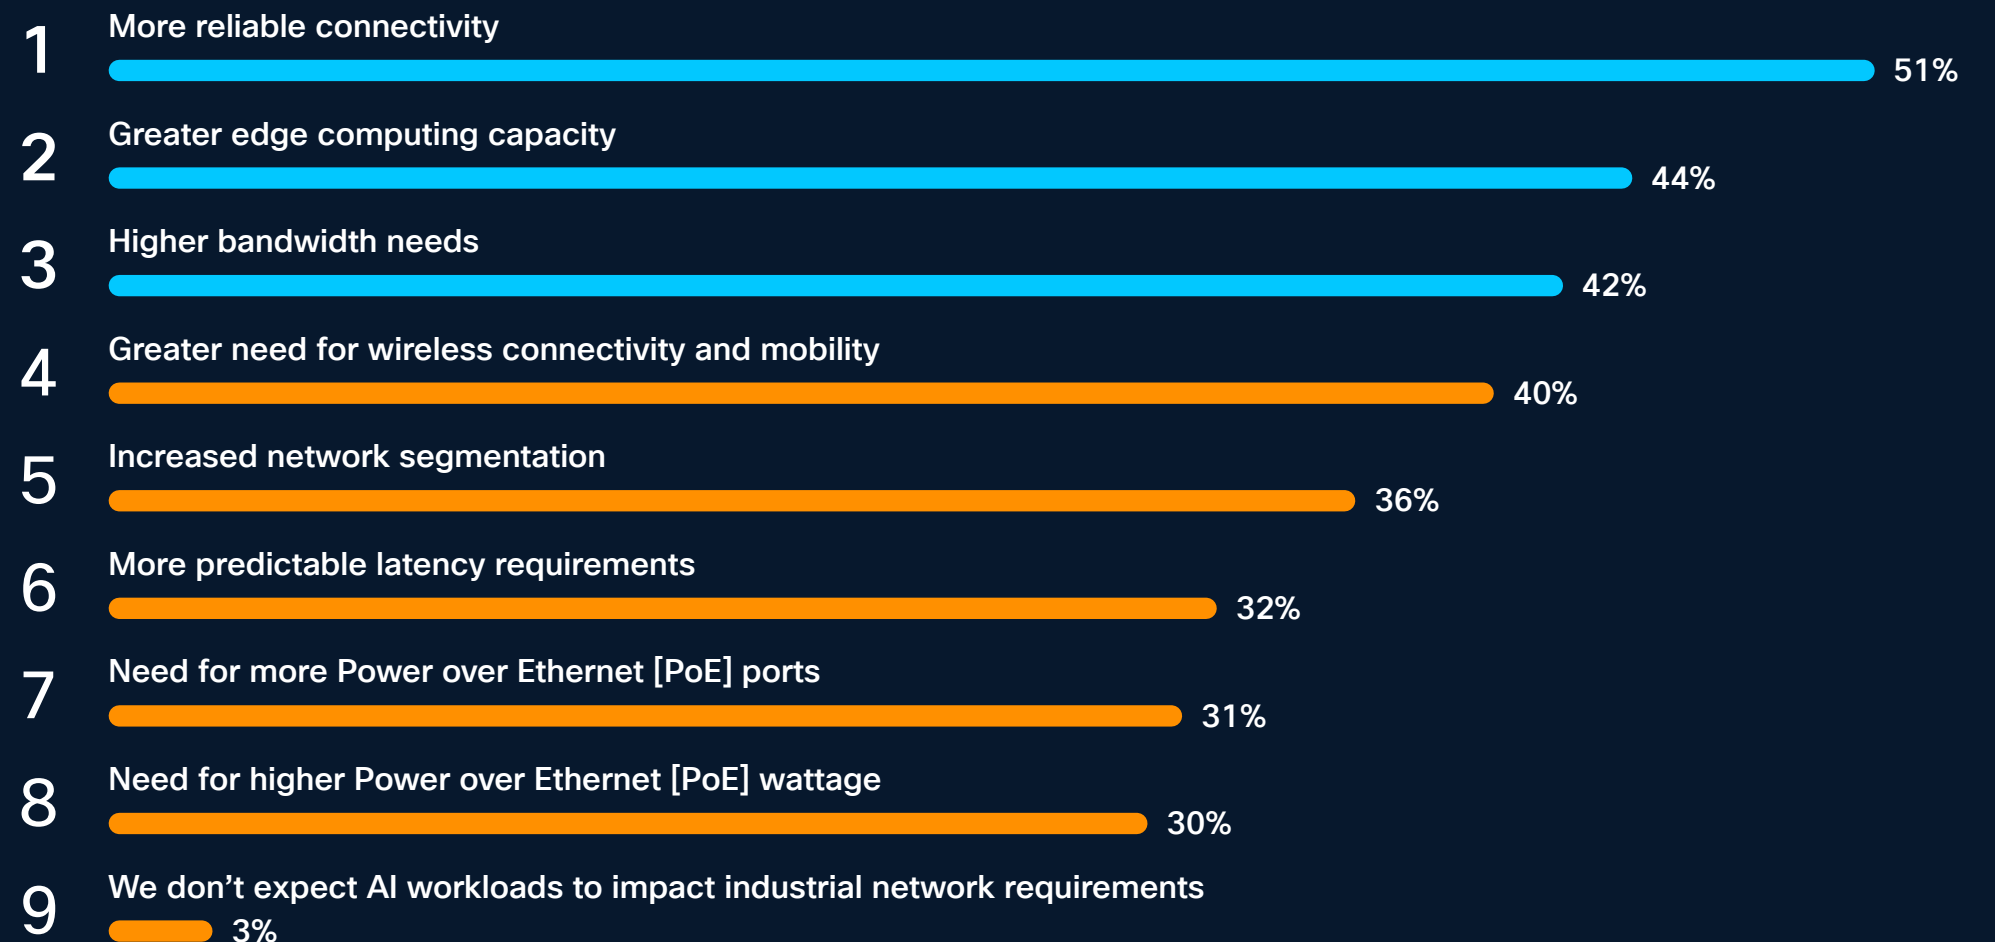 1
More reliable connectivity
51%
2
Greater edge computing capacity
44%
3
Higher bandwidth needs
42%
4
Greater need for wireless connectivity and mobility
40%
5
Increased network segmentation
36%
6
More predictable latency requirements
32%
7
Need for more Power over Ethernet [PoE] ports
31%
8
Need for higher Power over Ethernet [PoE] wattage
30%
9
We don’t expect AI workloads to impact industrial network requirements
3%